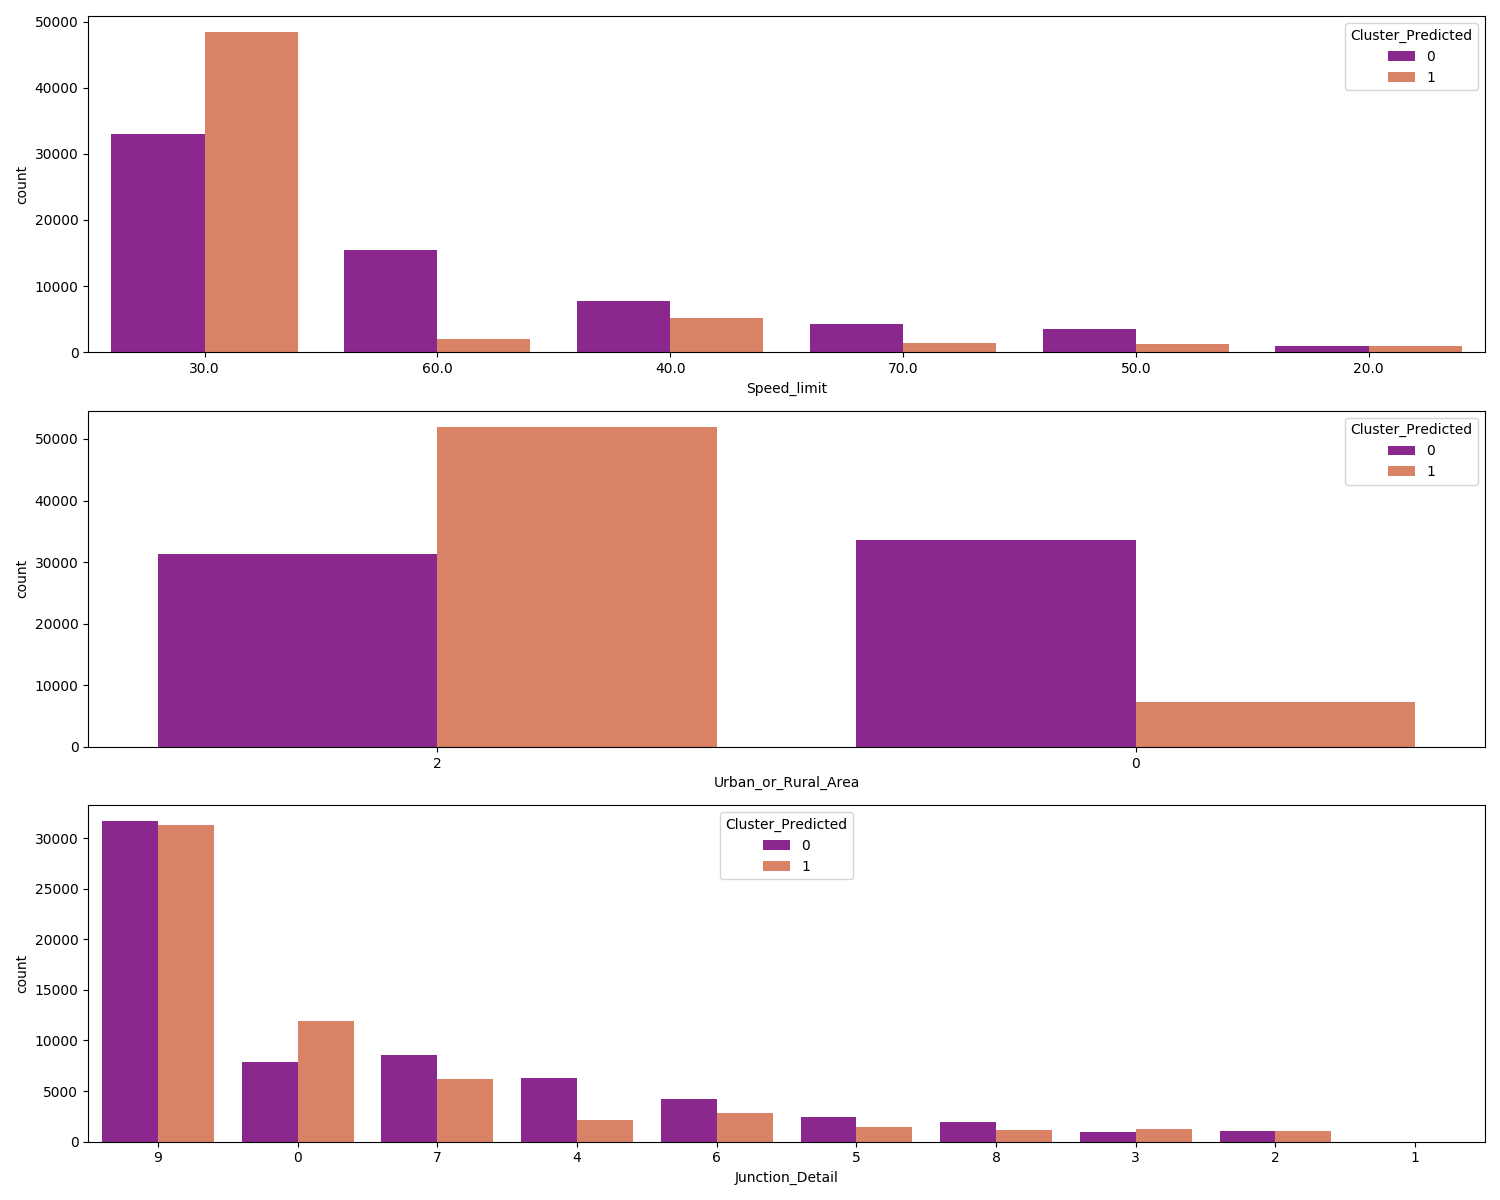 50000
40000
30000
20000
10000
0
count
Cluster_Predicted
0
1
30.0 60.0 40.0 70.0 50.0 20.0
Speed_limit
50000
40000
30000
20000
10000
0
count
Cluster_Predicted
0
1
2 0
Urban_or_Rural_Area
30000
25000
20000
15000
10000
5000
0
count
Cluster_Predicted
0
1
9 0 7 4 6 5 8 3 2 1
Junction_Detail